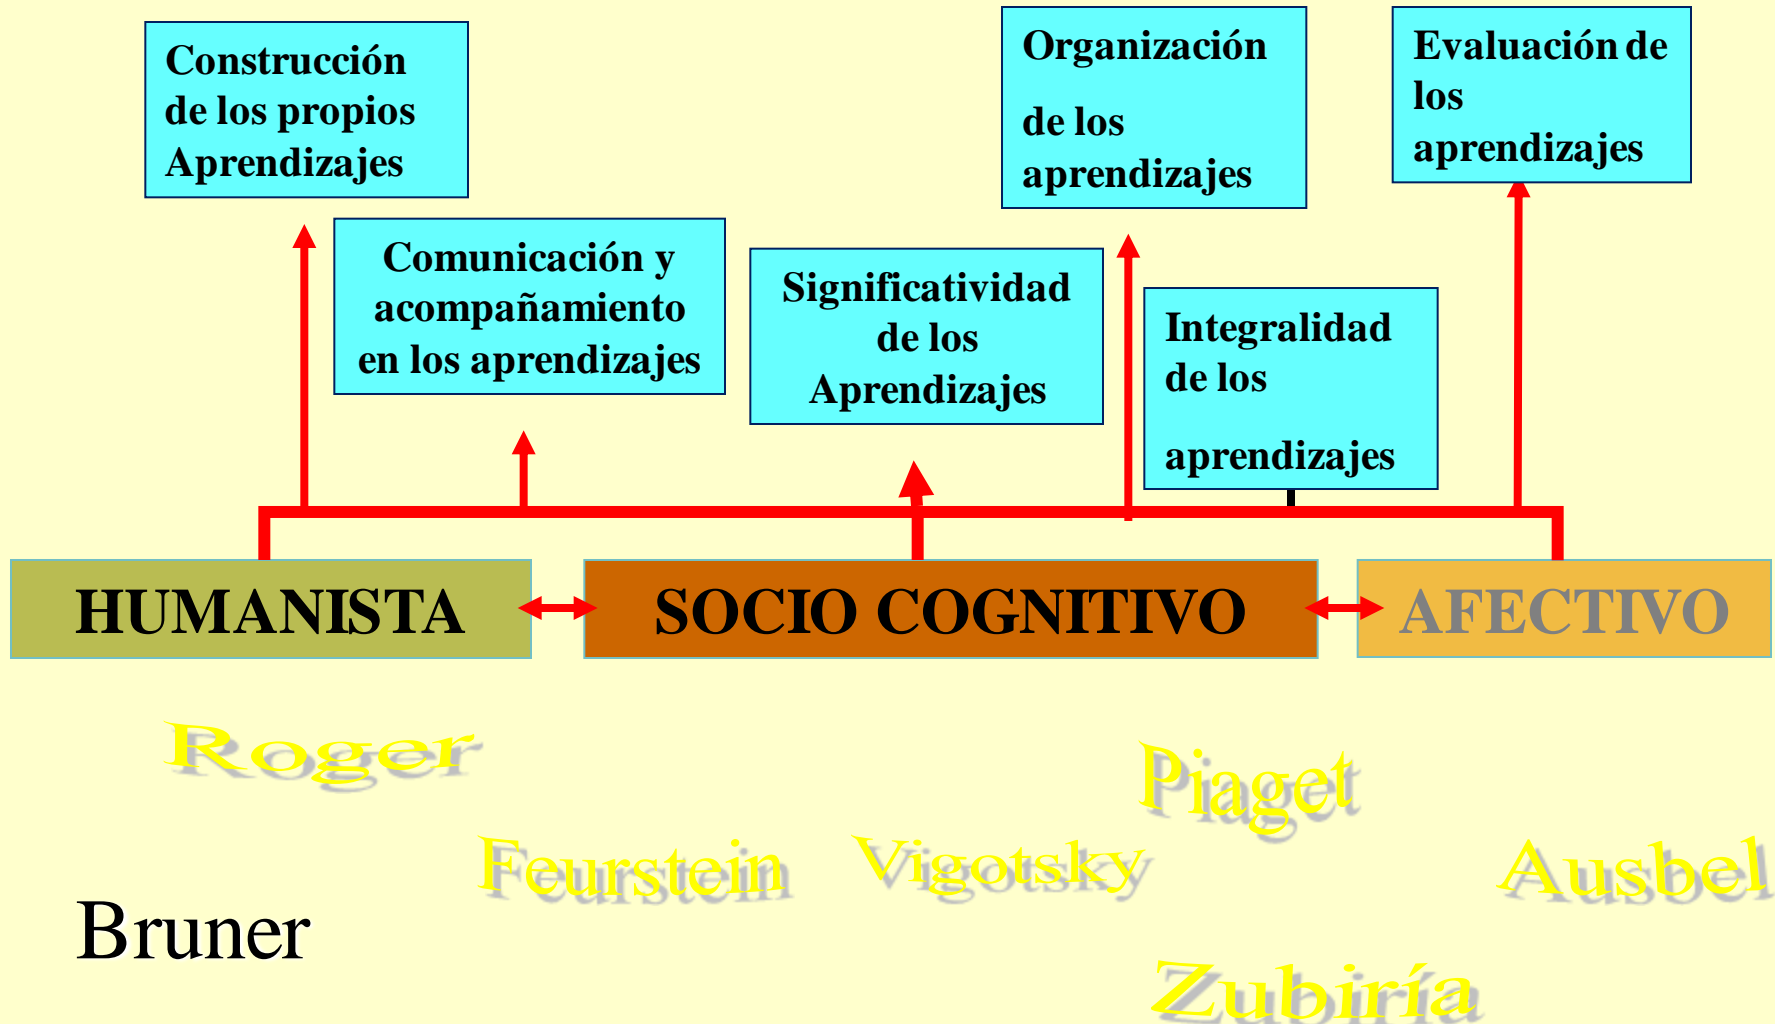 Construcción
de los propios
Aprendizajes
Comunicación y
acompañamiento
en los aprendizajes
Significatividad
de los
Aprendizajes
Organización
de los
aprendizajes
Integralidad
de los
aprendizajes
Evaluación de
los
aprendizajes
HUMANISTA
SOCIO COGNITIVO
AFECTIVO
Roger
Piaget
Feurstein
Vigotsky
Ausbel
Bruner
Zubiría